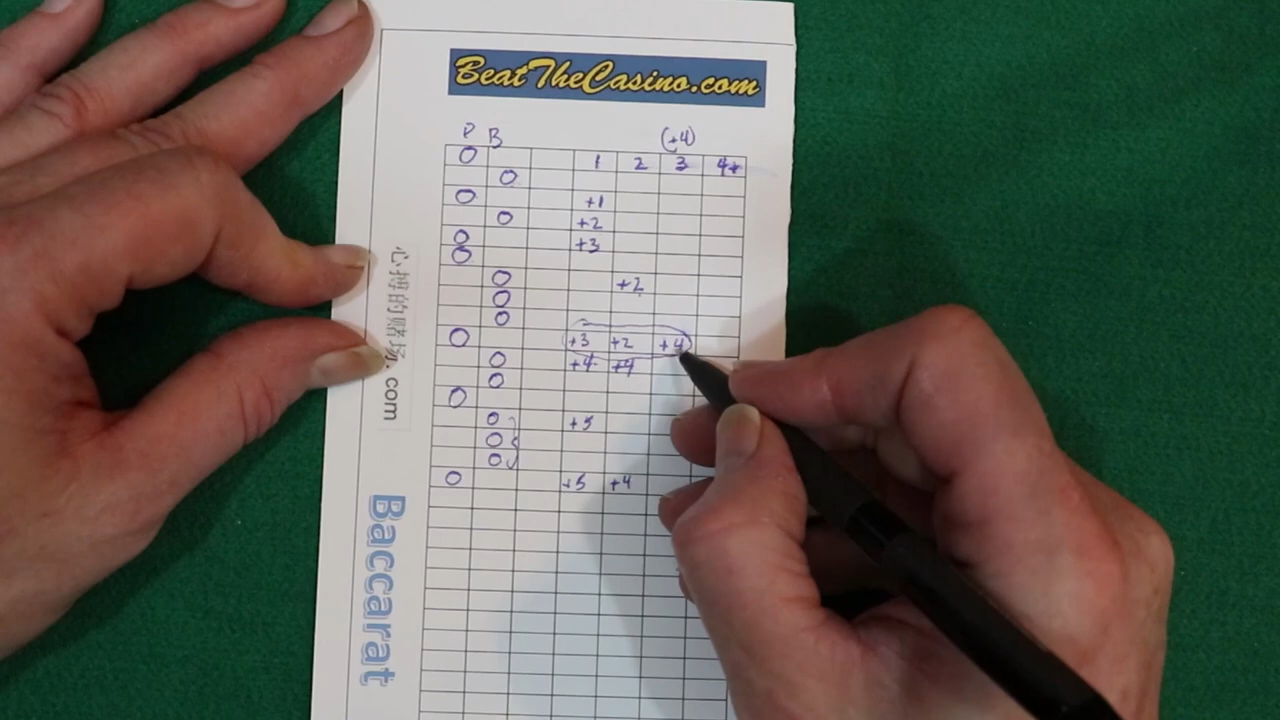 BeatTheCasino.com
P B (+4)
O 1 2 3 4+
O
O +1
O +2
O +3
O
O +2
O
O
O +3 +2 +4
O +4 +4
O
O
O +5
O
O
O +5 +4
心搏的赌场.com
Baccarat